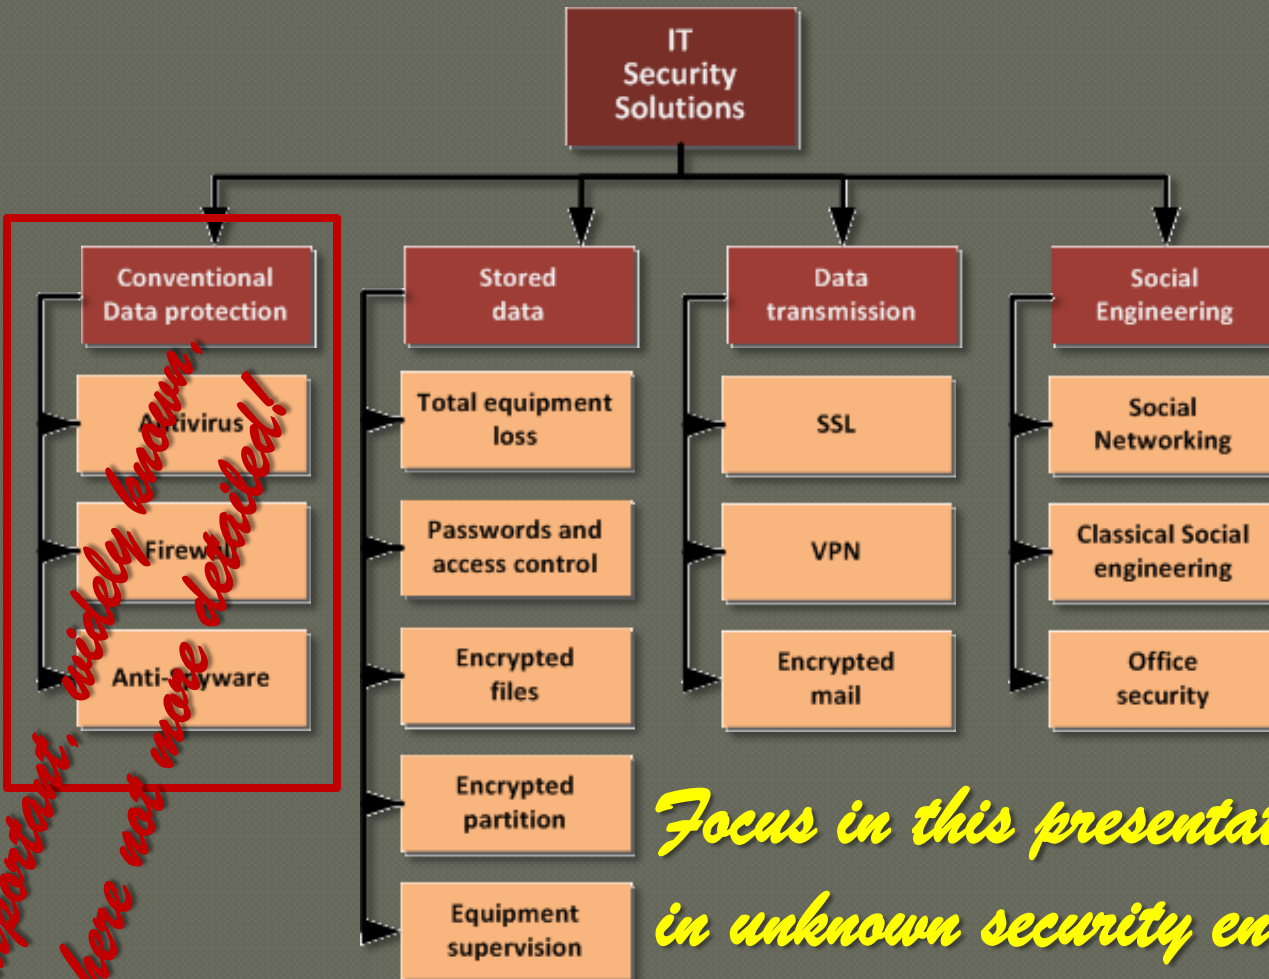 IT
Security
Solutions
Conventional
Data protection
Antivirus
Firewall
Anti-spyware
Stored
data
Total equipment
loss
Passwords and
access control
Encrypted
files
Encrypted
partition
Equipment
supervision
Data
transmission
SSL
VPN
Encrypted
mail
Social
Engineering
Social
Networking
Classical Social
engineering
Office
security
widely known,
here not more detailed!
Focus in this
in unknown security